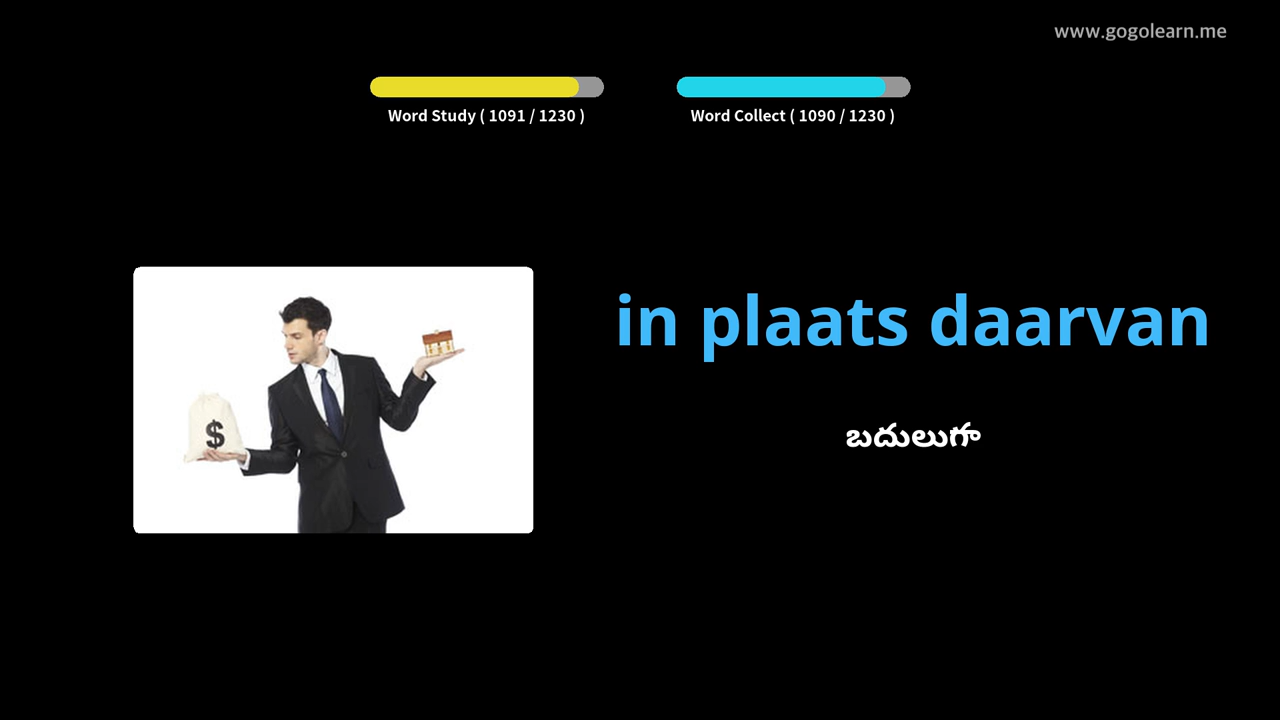 www.gogolearn.me
Word Study ( 1091 / 1230 )
Word Collect ( 1090 / 1230 )
in plaats daarvan
బదులుగా
$